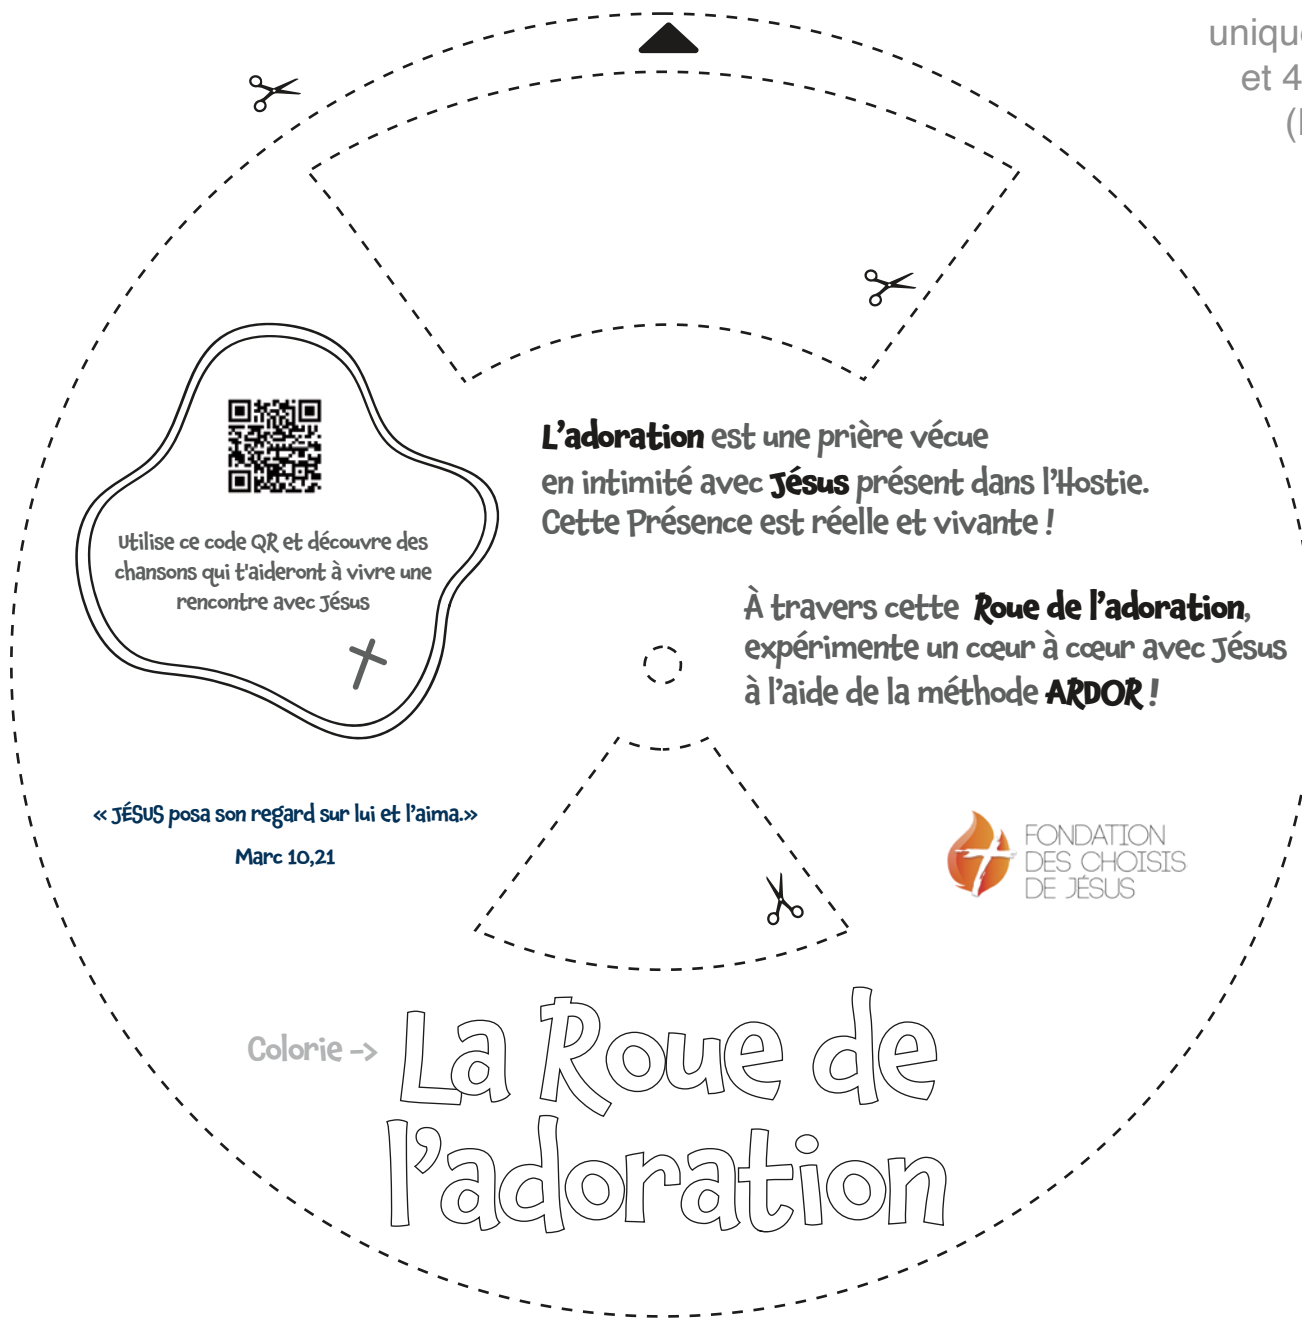 et 4
L'adoration est une prière vécue
en intimité avec Jésus présent dans l'Hostie.
Cette Présence est réelle et vivante !
Utilise ce code QR et découvre des
chansons qui t'aideront à vivre une
rencontre avec Jésus
À travers cette Roue de l'adoration,
expérimente un cœur à cœur avec Jésus
à l'aide de la méthode ARDOR !
« JÉSUS posa son regard sur lui et l'aima.»
Marc 10,21
FONDATION
DES CHOISIS
DE JÉSUS
Colorie ->
La Roue de
l'adoration